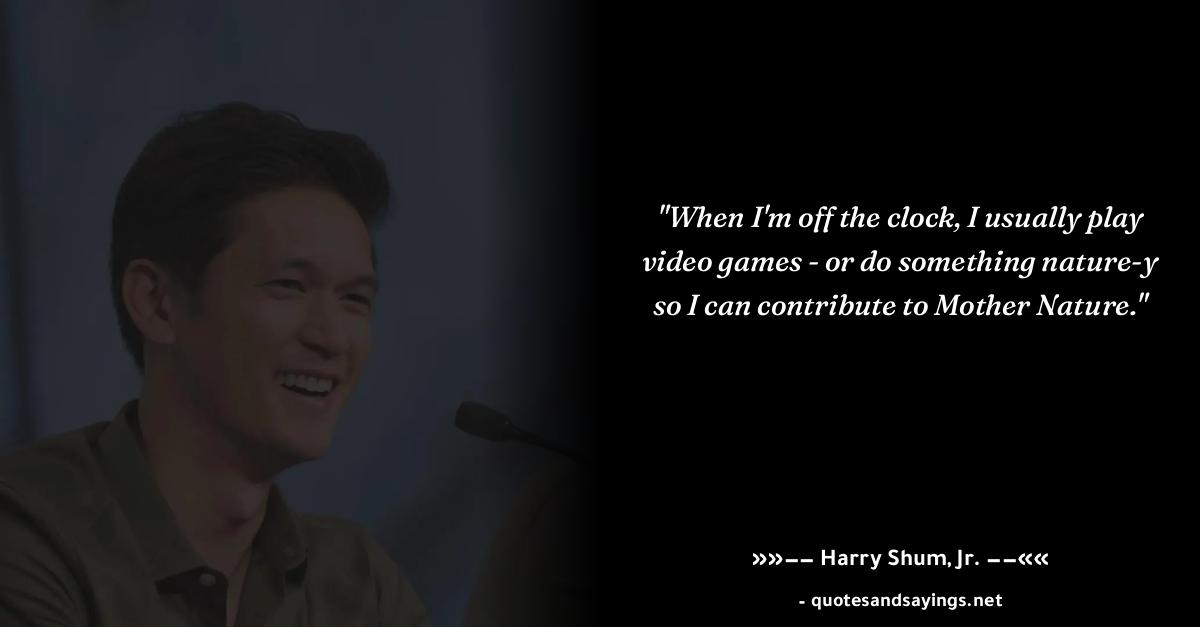 "When I'm off the clock, I usually play
video games - or do something nature-y
so I can contribute to Mother Nature."
»»−− Harry Shum, Jr. −−««
- quotesandsayings.net